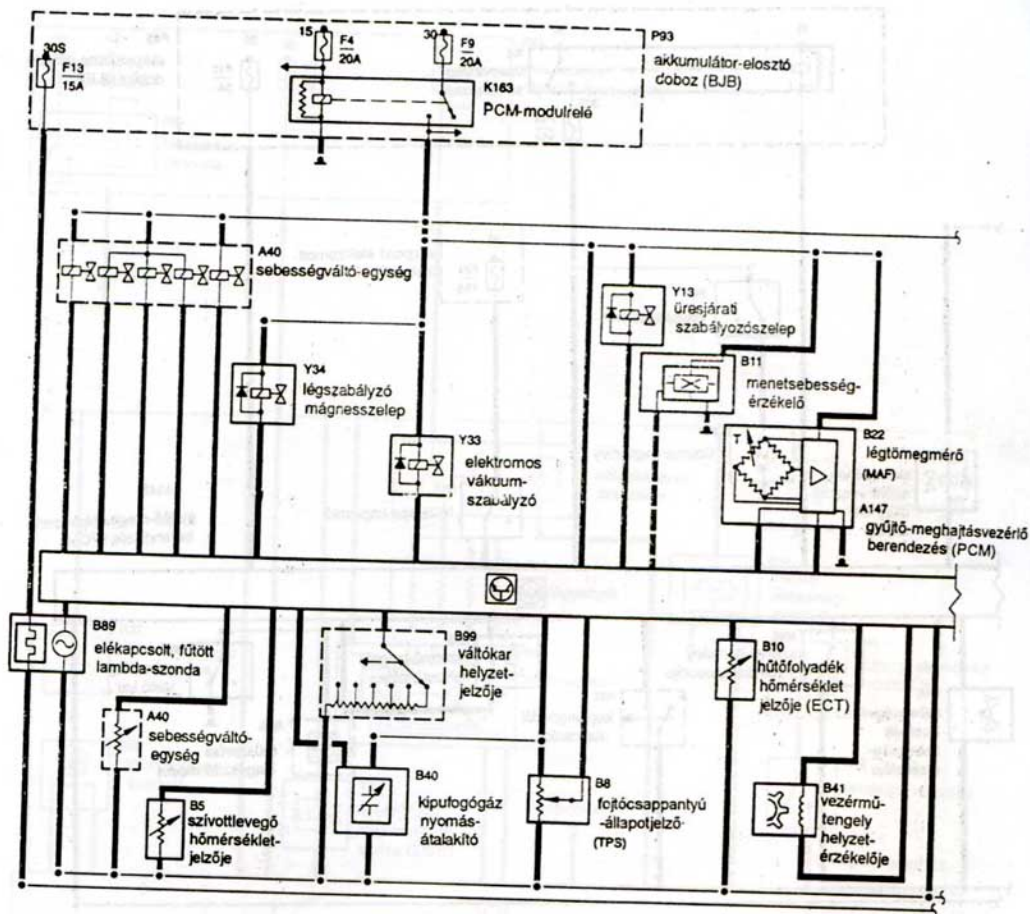 30S
F13
15A
15
F4
20A
30
F9
20A
P93
akkumulátor-elosztó
doboz (BJB)
K163
PCM-modulrelé
A40
sebességváltó-egység
Y34
légszabályzó
mágnesszelep
Y33
elektromos
vákuum-
szabályzó
Y13
üresjárati
szabályozószelep
B11
menetsebesség-
érzékelő
T
B22
légtömegmérő
(MAF)
A147
gyűjtő-meghajtásvezérlő
berendezés (PCM)
B89
elékapcsolt, fűtött
lambda-szonda
A40
sebességváltó-
egység
B5
szívottlevegő
hőmérséklet-
jelzője
B99
váltókar
helyzet-
jelzője
B40
kipufogógáz
nyomás-
átalakító
B8
fojtócsappantyú
-állapotjelző
(TPS)
B10
hűtőfolyadék
hőmérséklet
jelzője (ECT)
B41
vezérmű-
tengely
helyzet-
érzékelője